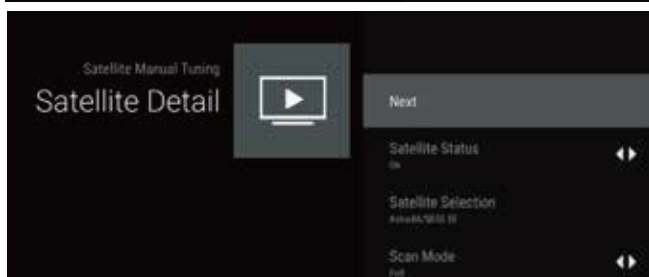 Satellite Manual Tuning
Satellite Detail
Next
Satellite Status
On
Satellite Selection
Scan Mode
Full